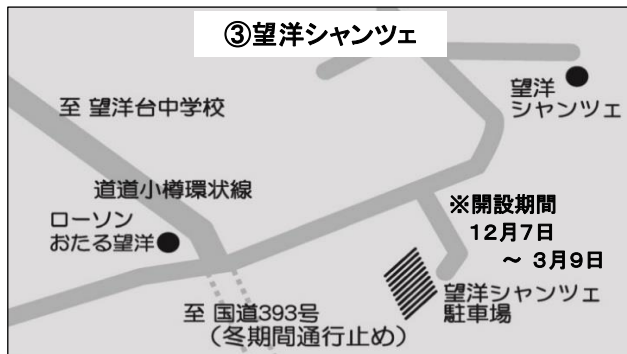 ③望洋シャンツェ
望洋
シャンツェ
至 望洋台中学校
道道小樽環状線
ローソン
おたる望洋
※開設期間
12月7日
～ 3月9日
望洋シャンツェ
駐車場
至 国道393号
(冬期間通行止め)